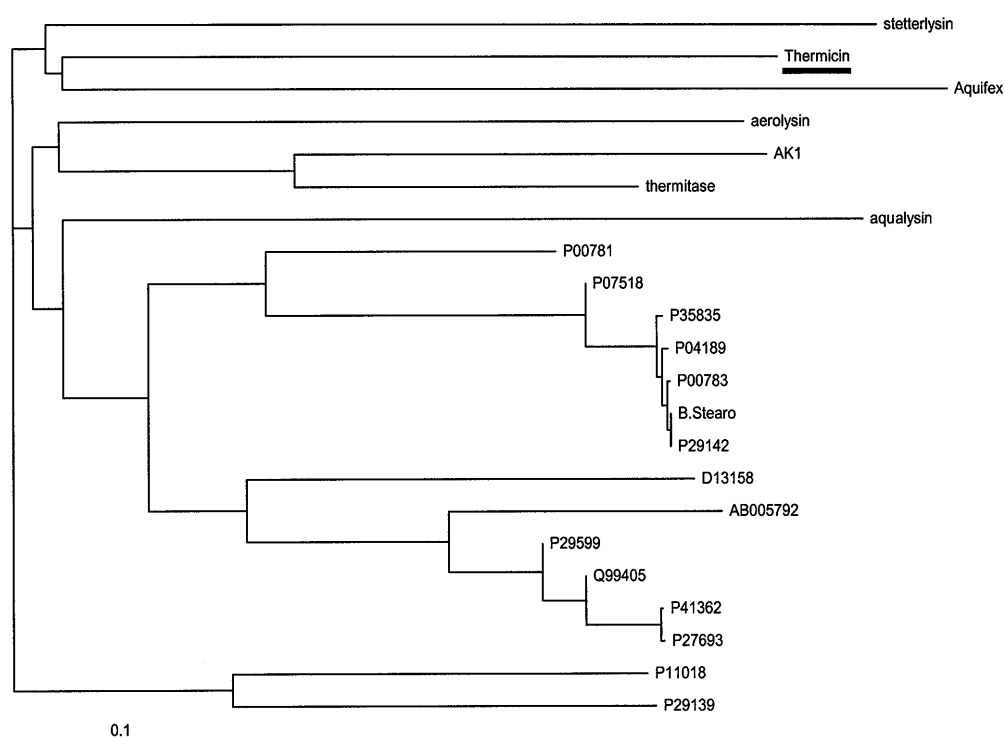 stetterlysin
Thermicin
Aquifex
aerolysin
AK1
thermitase
aqualysin
P00781
P07518
P35835
P04189
P00783
B.Stearo
P29142
D13158
AB005792
P29599
Q99405
P41362
P27693
P11018
P29139
0.1